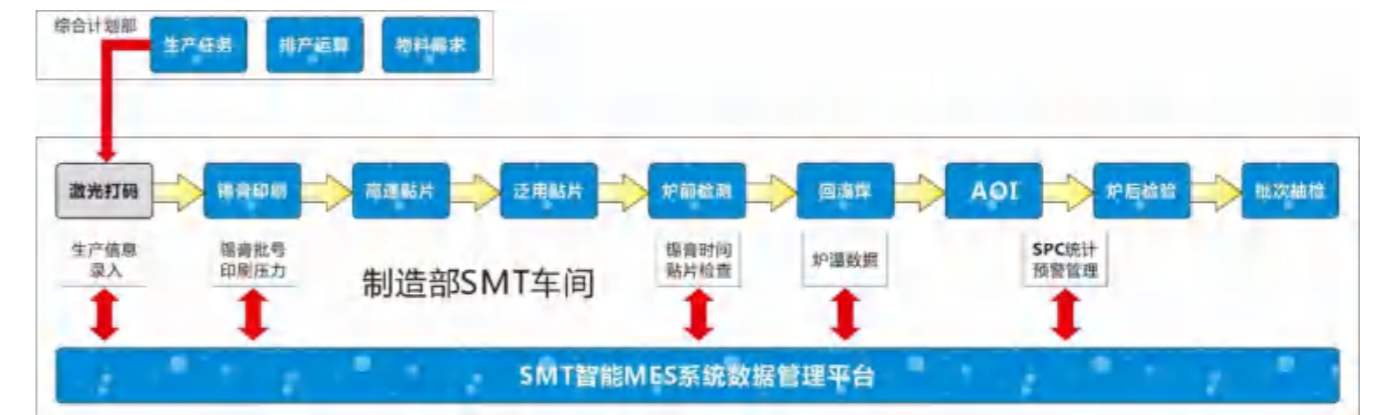 综合计划部
生产任务
排产运算
物料需求
激光打码
锡膏印刷
高速贴片
泛用贴片
炉前检测
回温焊
AOI
炉后检验
批次抽检
生产信息
录入
锡膏批号
印刷压力
制造部SMT车间
锡膏时间
贴片检查
炉温数据
SPC统计
预警管理
SMT智能MES系统数据管理平台